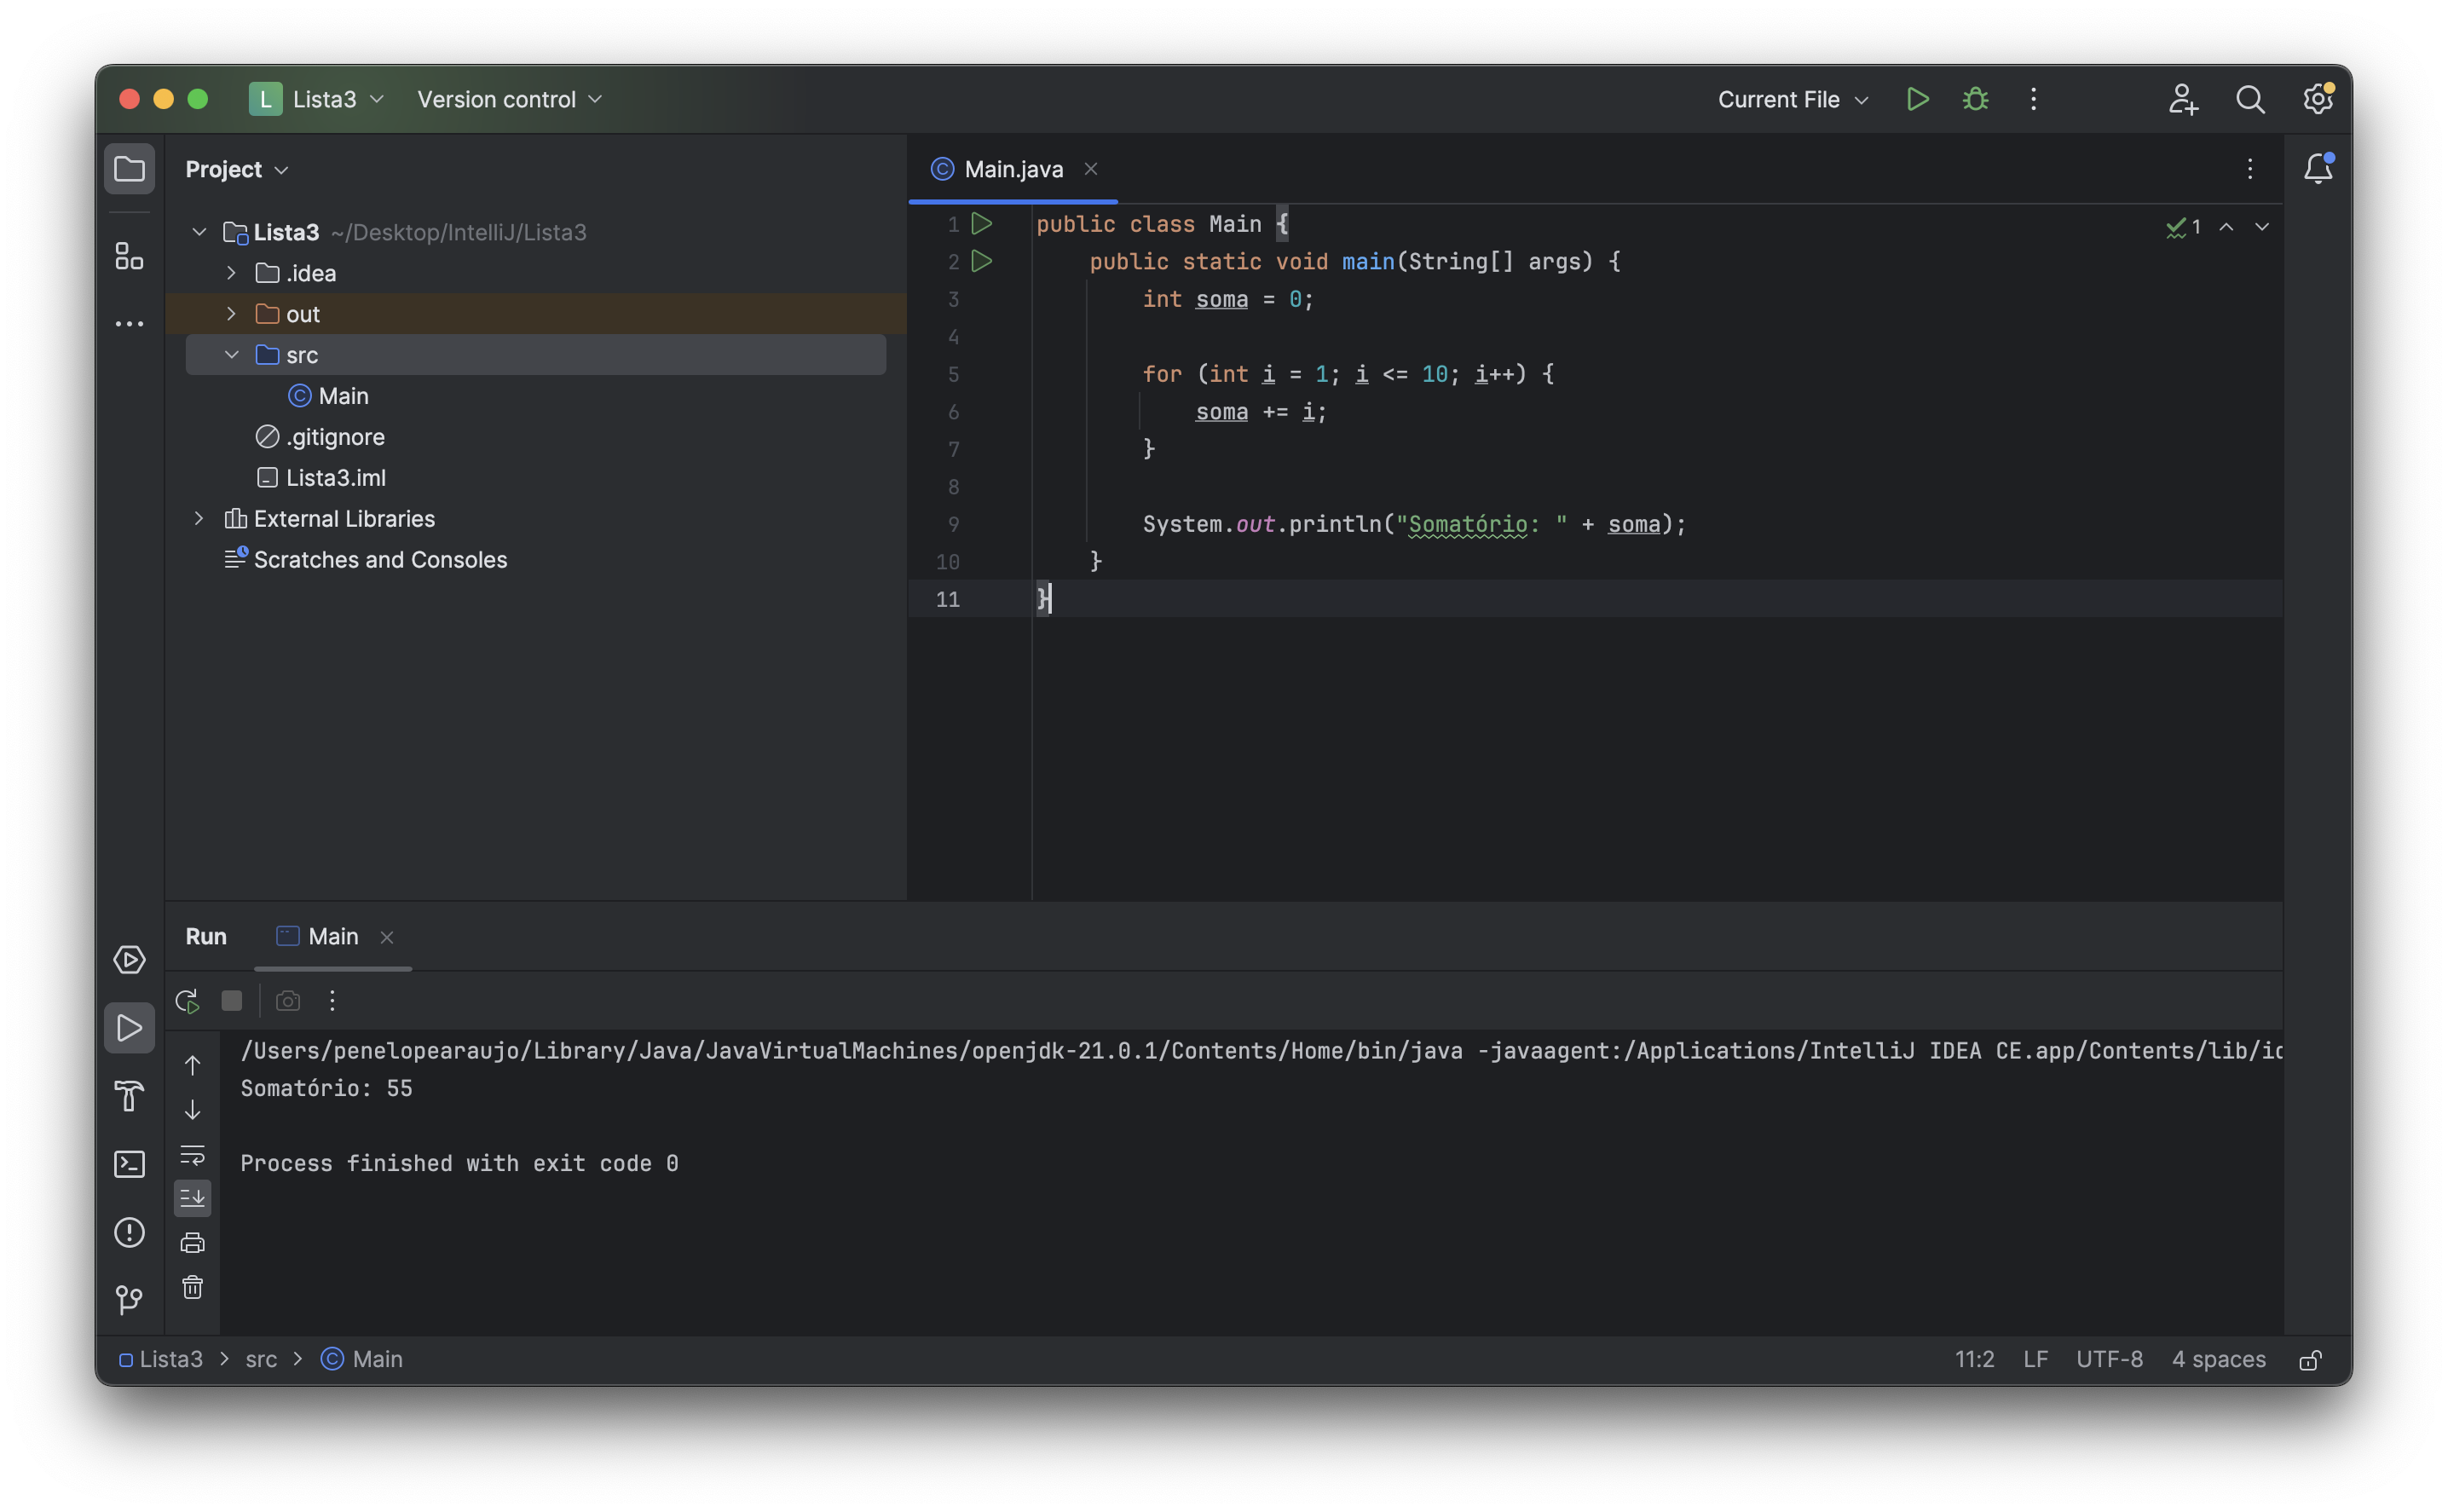 L Lista3 Version control Current File
Project
Lista3 ~/Desktop/IntelliJ/Lista3
.idea
out
src
Main
.gitignore
Lista3.iml
External Libraries
Scratches and Consoles
Main.java
1 public class Main {
2 public static void main(String[] args) {
3 int soma = 0;
4
5 for (int i = 1; i <= 10; i++) {
6 soma += i;
7 }
8
9 System.out.println("Somatório: " + soma);
10 }
11 }
1
Run Main
/Users/penelopearaujo/Library/Java/JavaVirtualMachines/openjdk-21.0.1/Contents/Home/bin/java -javaagent:/Applications/IntelliJ IDEA CE.app/Contents/lib/id
Somatório: 55
Process finished with exit code 0
Lista3 > src > Main 11:2 LF UTF-8 4 spaces